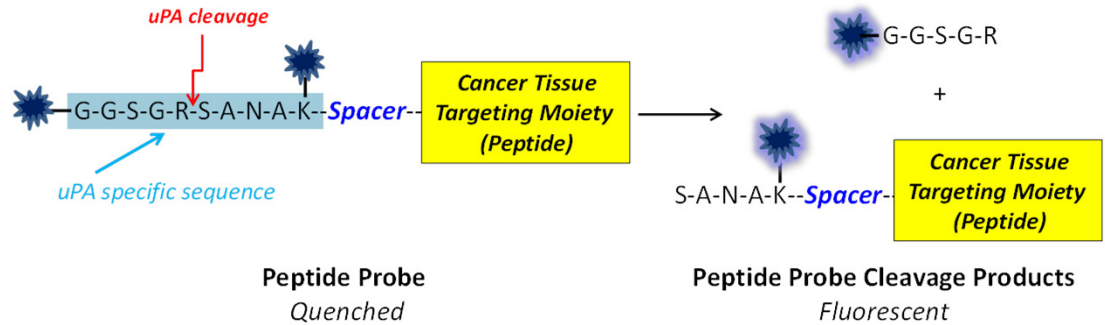 uPA cleavage
G-G-S-G-R-S-A-N-A-K--Spacer--
Cancer Tissue
Targeting Moiety
(Peptide)
uPA specific sequence
Peptide Probe
Quenched
G-G-S-G-R
+
S-A-N-A-K--Spacer--
Cancer Tissue
Targeting Moiety
(Peptide)
Peptide Probe Cleavage Products
Fluorescent